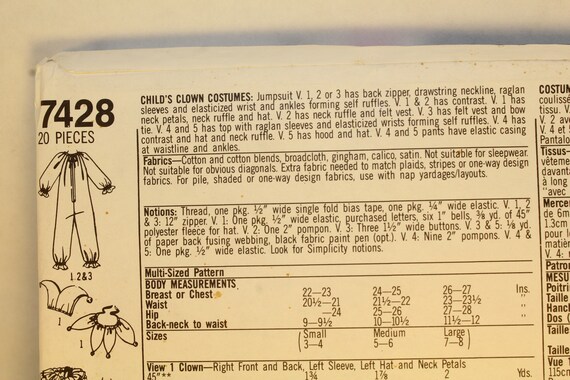 7428
20 PIECES
1,2&3
1
1
CHILD'S CLOWN COSTUMES: Jumpsuit V. 1, 2 or 3 has back zipper, drawstring neckline, raglan
sleeves and elasticized wrist and ankles forming self ruffles. V. 1 & 2 has contrast. V. 1 has
neck petals, neck ruffle and hat. V. 2 has neck ruffle and felt vest. V. 3 has felt vest and bow
tie. V. 4 and 5 has top with raglan sleeves and elasticized wrists forming self ruffles. V. 4 has
contrast and hat and neck ruffle. V. 5 has hood and hat. V. 4 and 5 pants have elastic casing
at waistline and ankles.
Fabrics—Cotton and cotton blends, broadcloth, gingham, calico, satin. Not suitable for sleepwear.
Not suitable for obvious diagonals. Extra fabric needed to match plaids, stripes or one-way design
fabrics. For pile, shaded or one-way design fabrics, use with nap yardages/layouts.
Notions: Thread, one pkg. ½" wide single fold bias tape, one pkg. ¼" wide elastic. V. 1, 2
& 3: 12" zipper. V. 1: One pkg. ½" wide elastic, purchased letters, six 1" bells, ⅜ yd. of 45"
polyester fleece for hat. V. 2: One 2" pompon. V. 3: Three 1½" wide buttons. V. 3 & 5: ⅛ yd.
of paper back fusing webbing, black fabric paint pen (opt.). V. 4: Nine 2" pompons. V. 4 &
5: One pkg. ½" wide elastic. Look for Simplicity notions.
Multi-Sized Pattern
BODY MEASUREMENTS
Breast or Chest 22—23 24—25 26—27 Ins.
Waist 20½—21 21½—22 23—23½ "
Hip —24 25—26 27—28 "
Back-neck to waist 9—9½ 10—10½ 11½—12 "
Sizes (Small Medium Large)
3—4 5—6 7—8
View 1 Clown—Right Front and Back, Left Sleeve, Left Hat and Neck Petals
45"** 1¾ 1⅞ 2 Yds.
COSTUM
coulissé
tissu. V
V. 2 ave
V. 4 et
Pantalo
Tissus—
devant
à long
"avec
Mercer
de 6m
1.3cm
pour l
V. 4:
Patro
MESU
Poitri
Taille
Hanc
Dos (
Taille
Vue 1
115cm